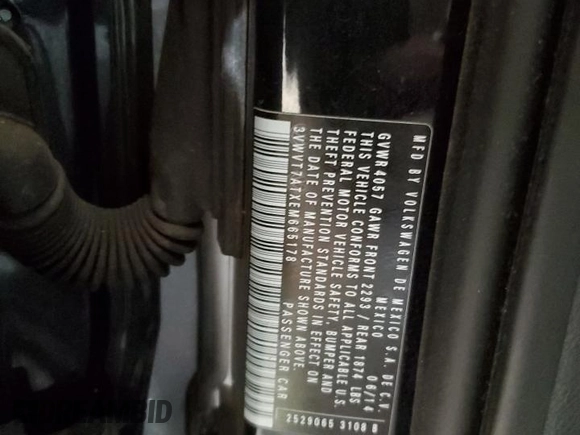 MFD BY VOLKSWAGEN DE MEXICO S.A. DE C.V.
MEXICO 06/14
GVWR 4057 GAWR FRONT 2293 / REAR 1874 LBS
THIS VEHICLE CONFORMS TO ALL APPLICABLE U.S.
FEDERAL MOTOR VEHICLE SAFETY, BUMPER AND
THEFT PREVENTION STANDARDS IN EFFECT ON
THE DATE OF MANUFACTURE SHOWN ABOVE.
3VWVT7ATXEM665178 PASSENGER CAR
2529065 3108 B